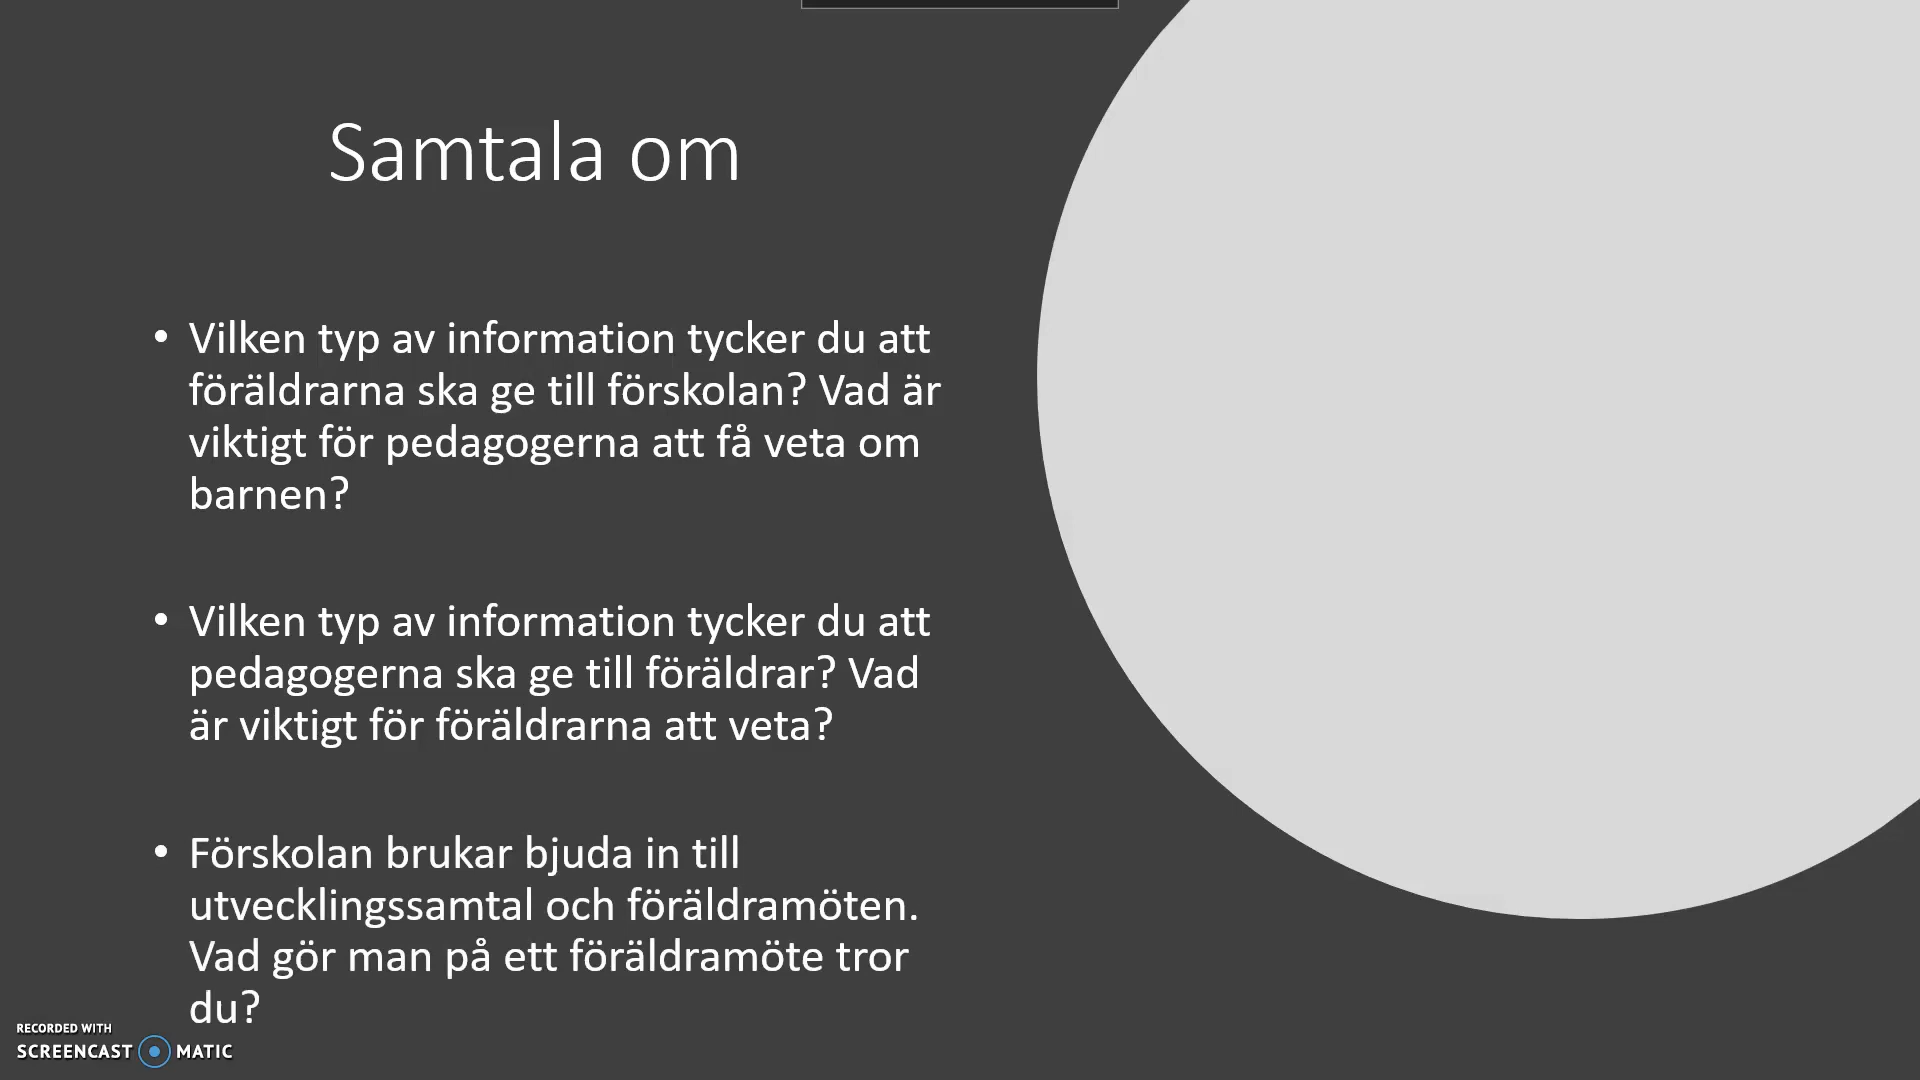 Samtala om
• Vilken typ av information tycker du att
föräldrarna ska ge till förskolan? Vad är
viktigt för pedagogerna att få veta om
barnen?
• Vilken typ av information tycker du att
pedagogerna ska ge till föräldrar? Vad
är viktigt för föräldrarna att veta?
• Förskolan brukar bjuda in till
utvecklingssamtal och föräldramöten.
Vad gör man på ett föräldramöte tror
du?
RECORDED WITH
SCREENCAST MATIC